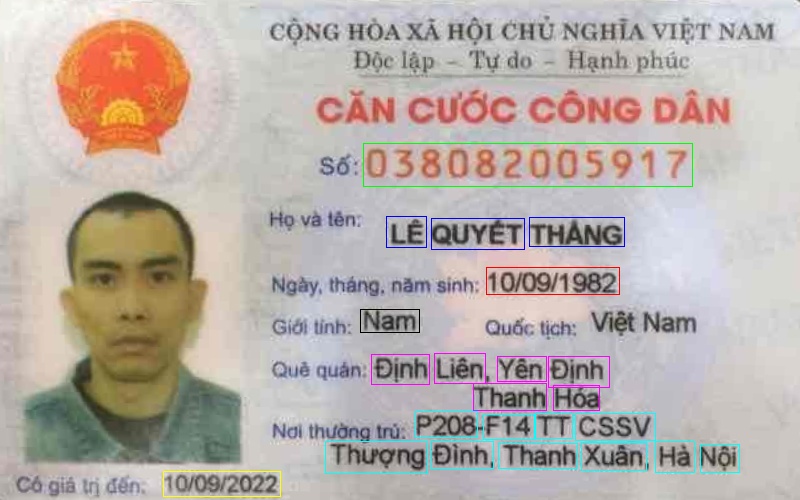 CỘNG HÒA XÃ HỘI CHỦ NGHĨA VIỆT NAM
Độc lập - Tự do - Hạnh phúc
CĂN CƯỚC CÔNG DÂN
Số: 038082005917
Họ và tên: LÊ QUYẾT THẮNG
Ngày, tháng, năm sinh: 10/09/1982
Giới tính: Nam Quốc tịch: Việt Nam
Quê quán: Định Liên, Yên Định
Thanh Hóa
Nơi thường trú: P208-F14 TT CSSV
Thượng Đình, Thanh Xuân, Hà Nội
Có giá trị đến: 10/09/2022